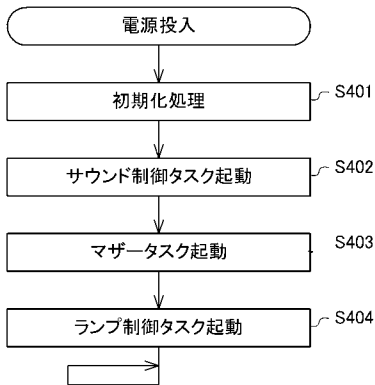 電源投入
初期化処理
S401
サウンド制御タスク起動
S402
マザータスク起動
S403
ランプ制御タスク起動
S404